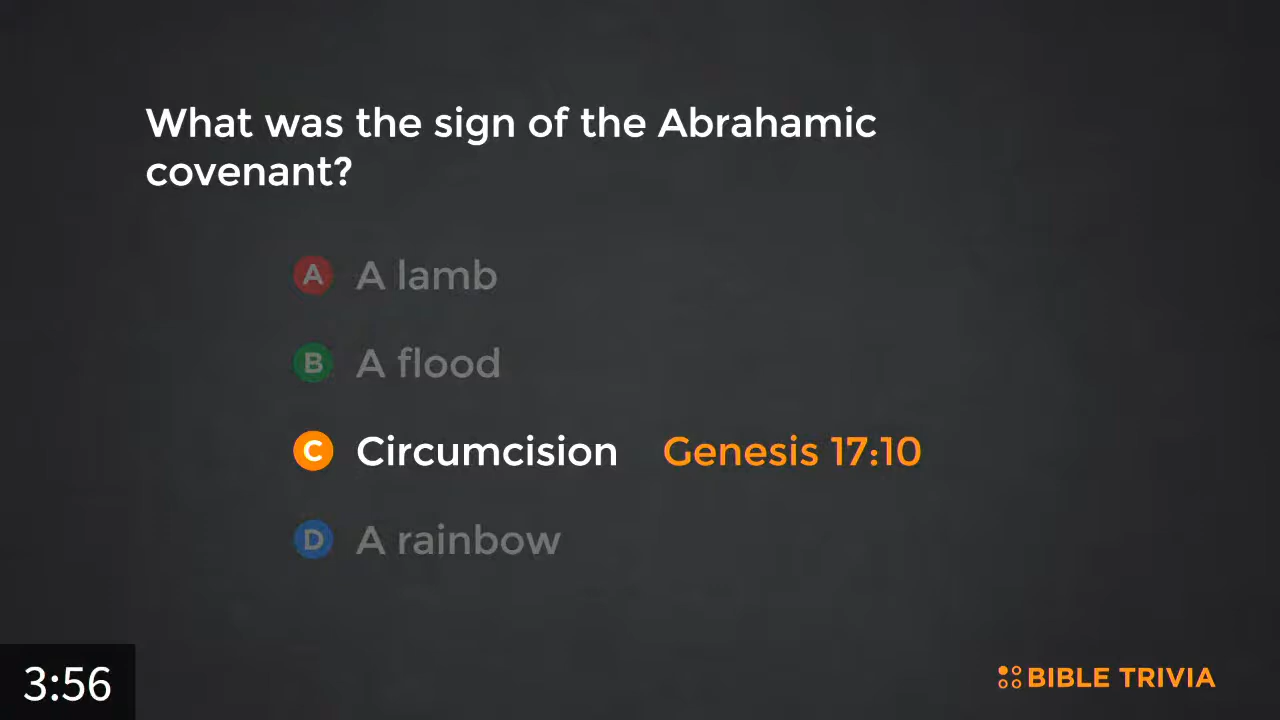 What was the sign of the Abrahamic
covenant?
A A lamb
B A flood
C Circumcision Genesis 17:10
D A rainbow
3:56
BIBLE TRIVIA